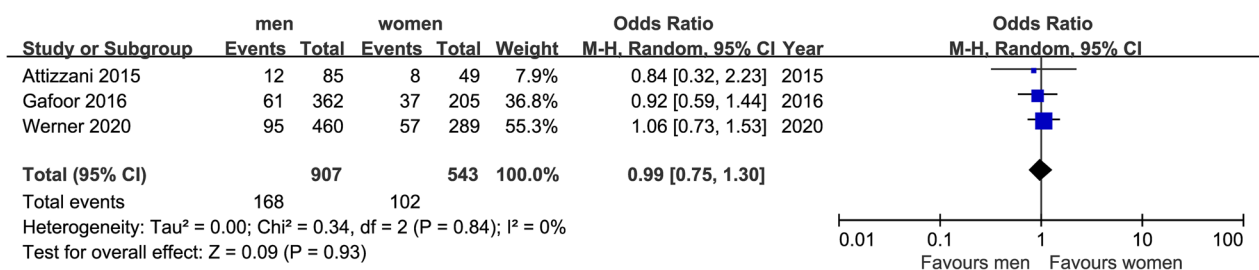 men women Odds Ratio Odds Ratio
Study or Subgroup Events Total Events Total Weight M-H, Random, 95% CI Year M-H, Random, 95% CI
Attizzani 2015 12 85 8 49 7.9% 0.84 [0.32, 2.23] 2015
Gafoor 2016 61 362 37 205 36.8% 0.92 [0.59, 1.44] 2016
Werner 2020 95 460 57 289 55.3% 1.06 [0.73, 1.53] 2020
Total (95% CI) 907 543 100.0% 0.99 [0.75, 1.30]
Total events 168 102
Heterogeneity: Tau² = 0.00; Chi² = 0.34, df = 2 (P = 0.84); I² = 0%
Test for overall effect: Z = 0.09 (P = 0.93)
0.01 0.1 1 10 100
Favours men Favours women